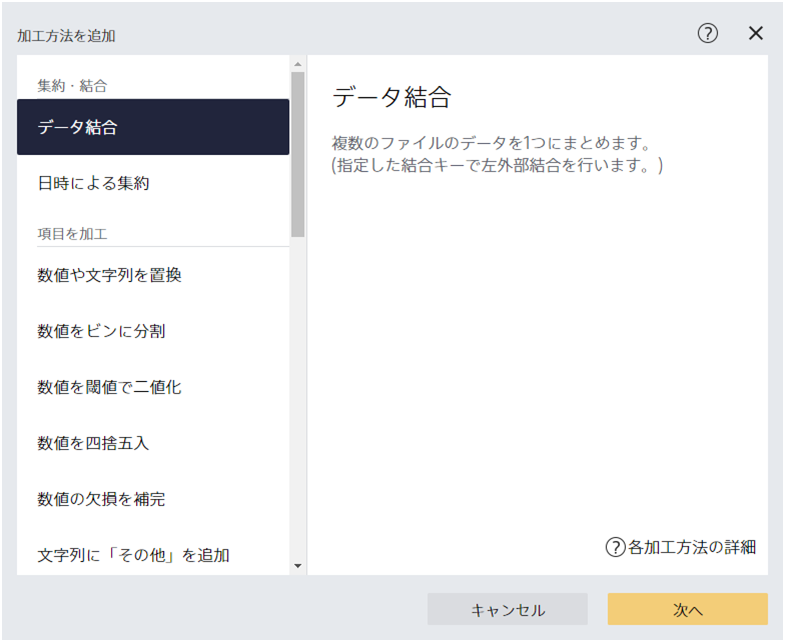 加工方法を追加
集約・結合
データ結合
日時による集約
項目を加工
数値や文字列を置換
数値をビンに分割
数値を閾値で二値化
数値を四捨五入
数値の欠損を補完
文字列に「その他」を追加
データ結合
複数のファイルのデータを1つにまとめます。
(指定した結合キーで左外部結合を行います。)
?各加工方法の詳細
キャンセル
次へ